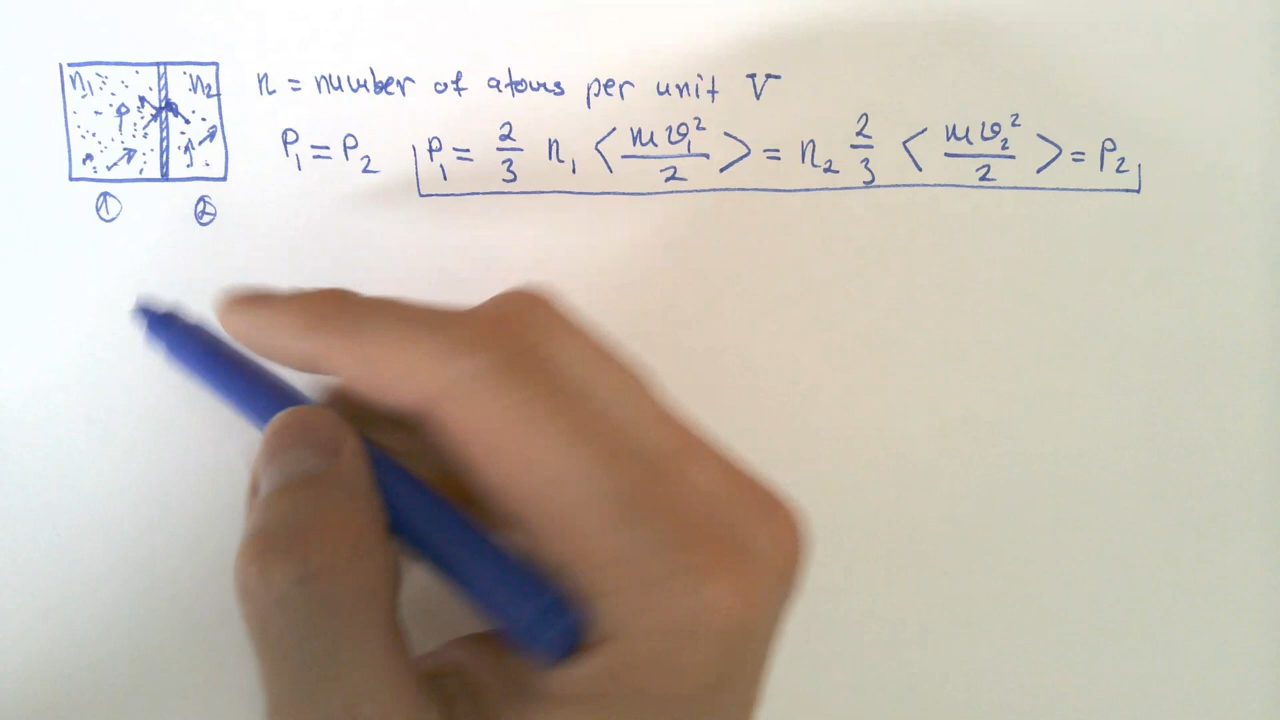 n₁ n₂
n = number of atoms per unit V
P₁ = P₂
P₁ = 2/3 n₁ <mv₁²/2> = n₂ 2/3 <mv₂²/2> = P₂
① ②